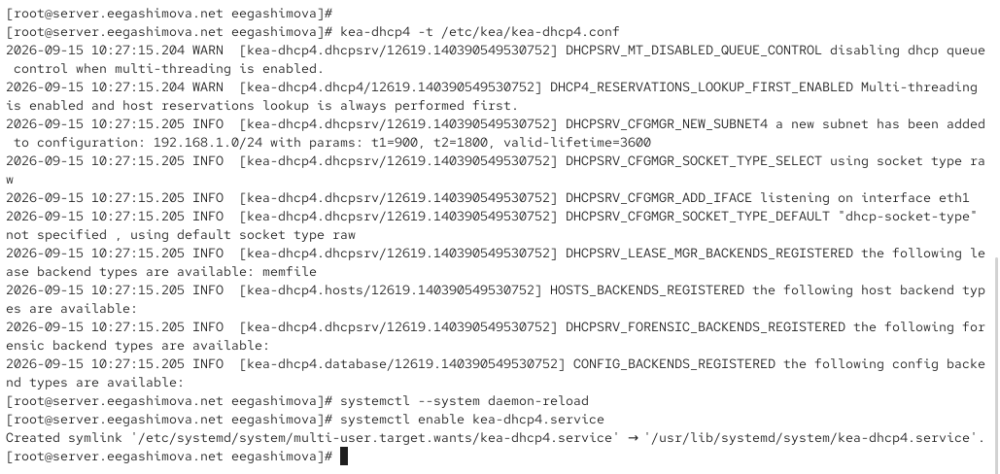 [root@server.eegashimova.net eegashimova]#
[root@server.eegashimova.net eegashimova]# kea-dhcp4 -t /etc/kea/kea-dhcp4.conf
2026-09-15 10:27:15.204 WARN  [kea-dhcp4.dhcpsrv/12619.140390549530752] DHCPSRV_MT_DISABLED_QUEUE_CONTROL disabling dhcp queue
 control when multi-threading is enabled.
2026-09-15 10:27:15.204 WARN  [kea-dhcp4.dhcp4/12619.140390549530752] DHCP4_RESERVATIONS_LOOKUP_FIRST_ENABLED Multi-threading
is enabled and host reservations lookup is always performed first.
2026-09-15 10:27:15.205 INFO  [kea-dhcp4.dhcpsrv/12619.140390549530752] DHCPSRV_CFGMGR_NEW_SUBNET4 a new subnet has been added
 to configuration: 192.168.1.0/24 with params: t1=900, t2=1800, valid-lifetime=3600
2026-09-15 10:27:15.205 INFO  [kea-dhcp4.dhcpsrv/12619.140390549530752] DHCPSRV_CFGMGR_SOCKET_TYPE_SELECT using socket type ra
w
2026-09-15 10:27:15.205 INFO  [kea-dhcp4.dhcpsrv/12619.140390549530752] DHCPSRV_CFGMGR_ADD_IFACE listening on interface eth1
2026-09-15 10:27:15.205 INFO  [kea-dhcp4.dhcpsrv/12619.140390549530752] DHCPSRV_CFGMGR_SOCKET_TYPE_DEFAULT "dhcp-socket-type"
not specified , using default socket type raw
2026-09-15 10:27:15.205 INFO  [kea-dhcp4.dhcpsrv/12619.140390549530752] DHCPSRV_LEASE_MGR_BACKENDS_REGISTERED the following le
ase backend types are available: memfile
2026-09-15 10:27:15.205 INFO  [kea-dhcp4.hosts/12619.140390549530752] HOSTS_BACKENDS_REGISTERED the following host backend typ
es are available:
2026-09-15 10:27:15.205 INFO  [kea-dhcp4.dhcpsrv/12619.140390549530752] DHCPSRV_FORENSIC_BACKENDS_REGISTERED the following for
ensic backend types are available:
2026-09-15 10:27:15.205 INFO  [kea-dhcp4.database/12619.140390549530752] CONFIG_BACKENDS_REGISTERED the following config backe
nd types are available:
[root@server.eegashimova.net eegashimova]# systemctl --system daemon-reload
[root@server.eegashimova.net eegashimova]# systemctl enable kea-dhcp4.service
Created symlink '/etc/systemd/system/multi-user.target.wants/kea-dhcp4.service' → '/usr/lib/systemd/system/kea-dhcp4.service'.
[root@server.eegashimova.net eegashimova]#